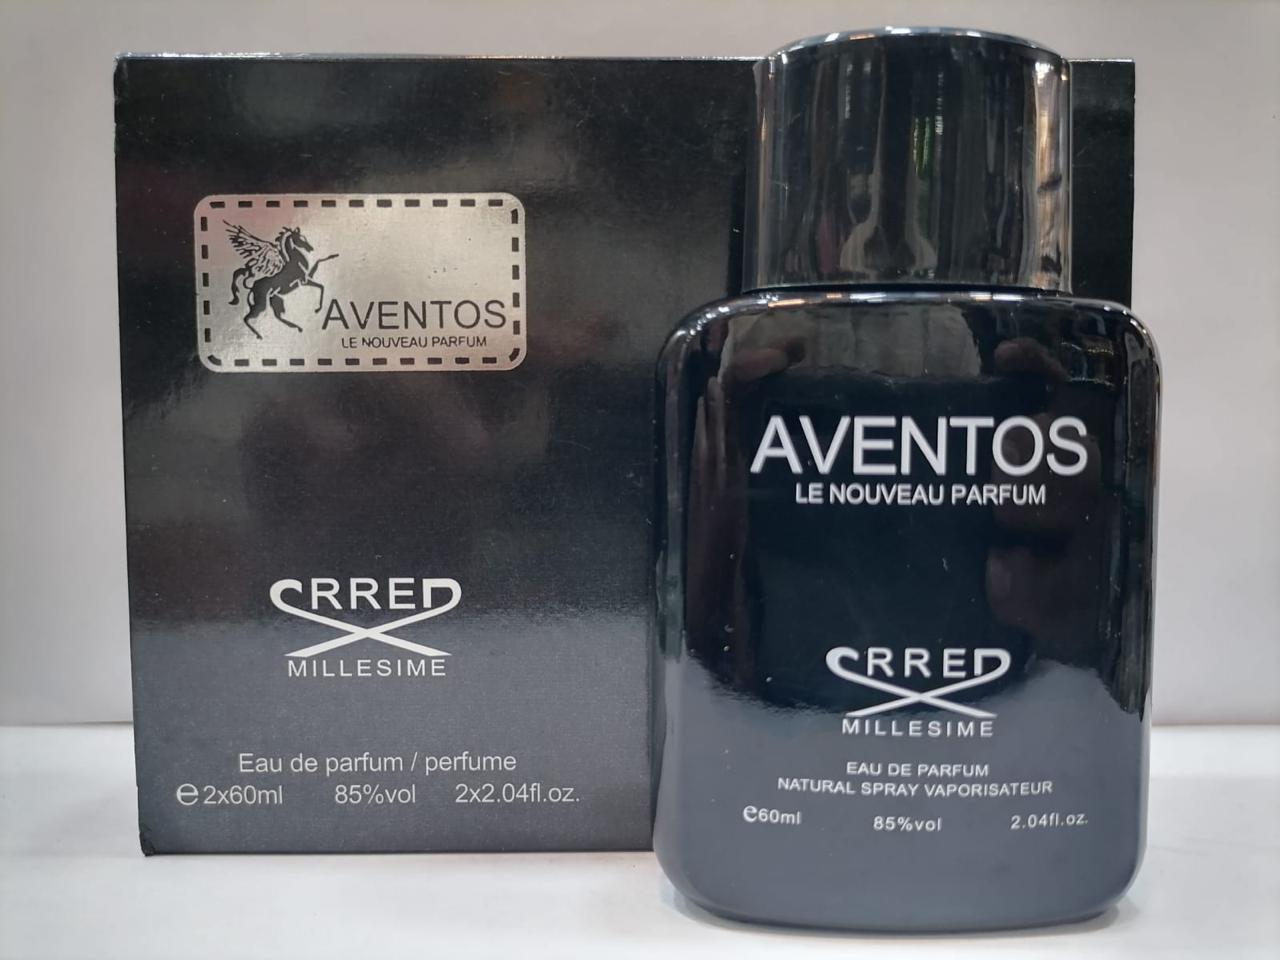 AVENTOS
LE NOUVEAU PARFUM
CRRED
MILLESIME
Eau de parfum / perfume
e 2x60ml 85%vol 2x2.04fl.oz.
AVENTOS
LE NOUVEAU PARFUM
CRRED
MILLESIME
EAU DE PARFUM
NATURAL SPRAY VAPORISATEUR
e60ml 85%vol 2.04fl.oz.